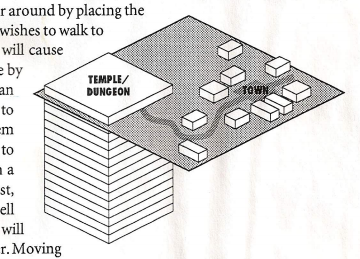 r around by placing the
wishes to walk to
will cause
e by
an
to
em
to
n a
st,
ell
will
r. Moving
TEMPLE/
DUNGEON
TOWN